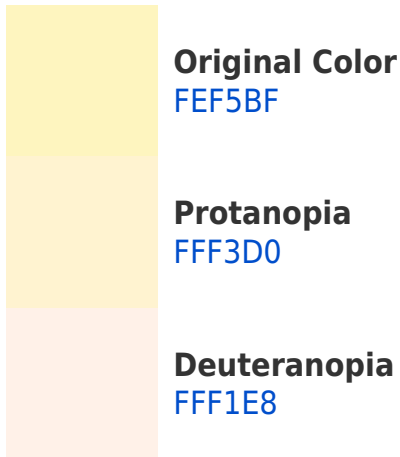 Original Color
FEF5BF
Protanopia
FFF3D0
Deuteranopia
FFF1E8